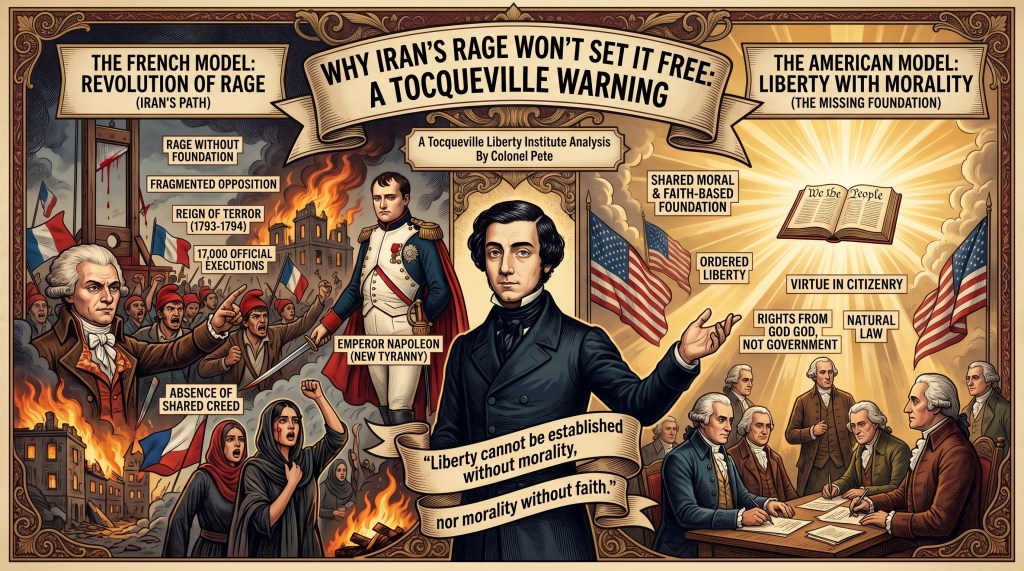 THE FRENCH MODEL:
REVOLUTION OF RAGE
(IRAN'S PATH)
WHY IRAN'S RAGE WON'T SET IT FREE:
A TOCQUEVILLE WARNING
A Tocqueville Liberty Institute Analysis
By Colonel Pete
THE AMERICAN MODEL:
LIBERTY WITH MORALITY
(THE MISSING FOUNDATION)
RAGE WITHOUT
FOUNDATION
FRAGMENTED OPPOSITION
REIGN OF TERROR
(1793-1794)
17,000 OFFICIAL
EXECUTIONS
EMPEROR NAPOLEON
(NEW TYRANNY)
ABSENCE OF
SHARED CREED
SHARED MORAL
& FAITH-BASED
FOUNDATION
We the People
ORDERED
LIBERTY
VIRTUE IN CITIZENRY
RIGHTS FROM
GOD GOD,
NOT GOVERNMENT
NATURAL
LAW
"Liberty cannot be established
without morality,
nor morality without faith."